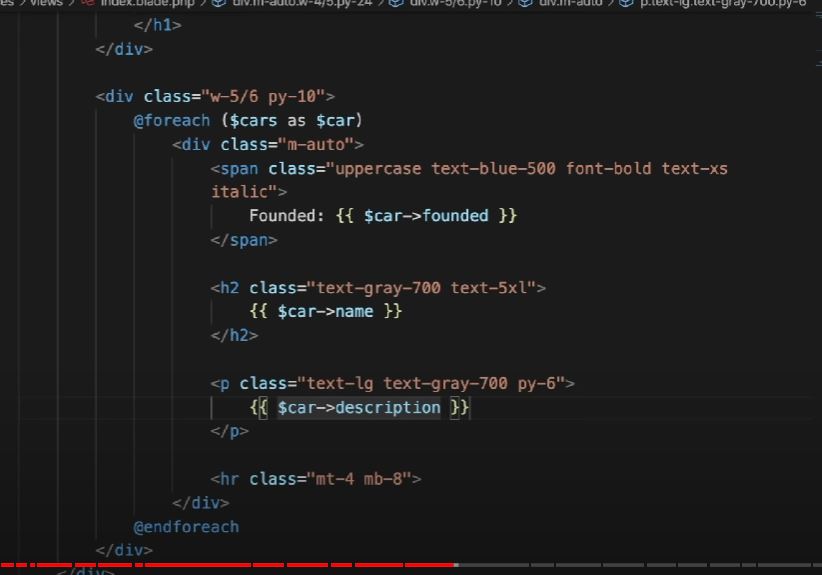 es > views > index.blade.php > div.m-auto.w-4/5.py-24 > div.w-5/6.py-10 > div.m-auto > p.text-lg.text-gray-700.py-6
</h1>
</div>
<div class="w-5/6 py-10">
@foreach ($cars as $car)
<div class="m-auto">
<span class="uppercase text-blue-500 font-bold text-xs
italic">
Founded: {{ $car->founded }}
</span>
<h2 class="text-gray-700 text-5xl">
{{ $car->name }}
</h2>
<p class="text-lg text-gray-700 py-6">
{{ $car->description }}
</p>
<hr class="mt-4 mb-8">
</div>
@endforeach
</div>
</div>